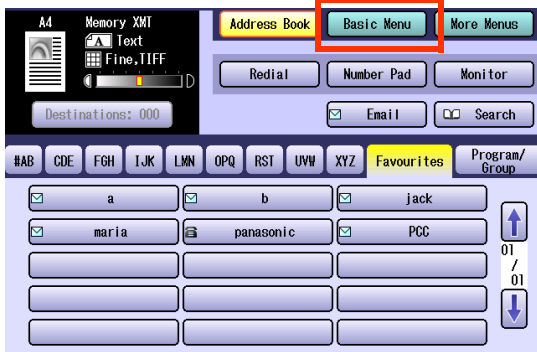 A4 Memory XMT Address Book Basic Menu More Menus
A Text
Fine,TIFF
Redial Number Pad Monitor
D
Destinations: 000 Email Search
#AB CDE FGH IJK LMN OPQ RST UVW XYZ Favourites Program/
Group
a b jack
maria panasonic PCC
01
/
01